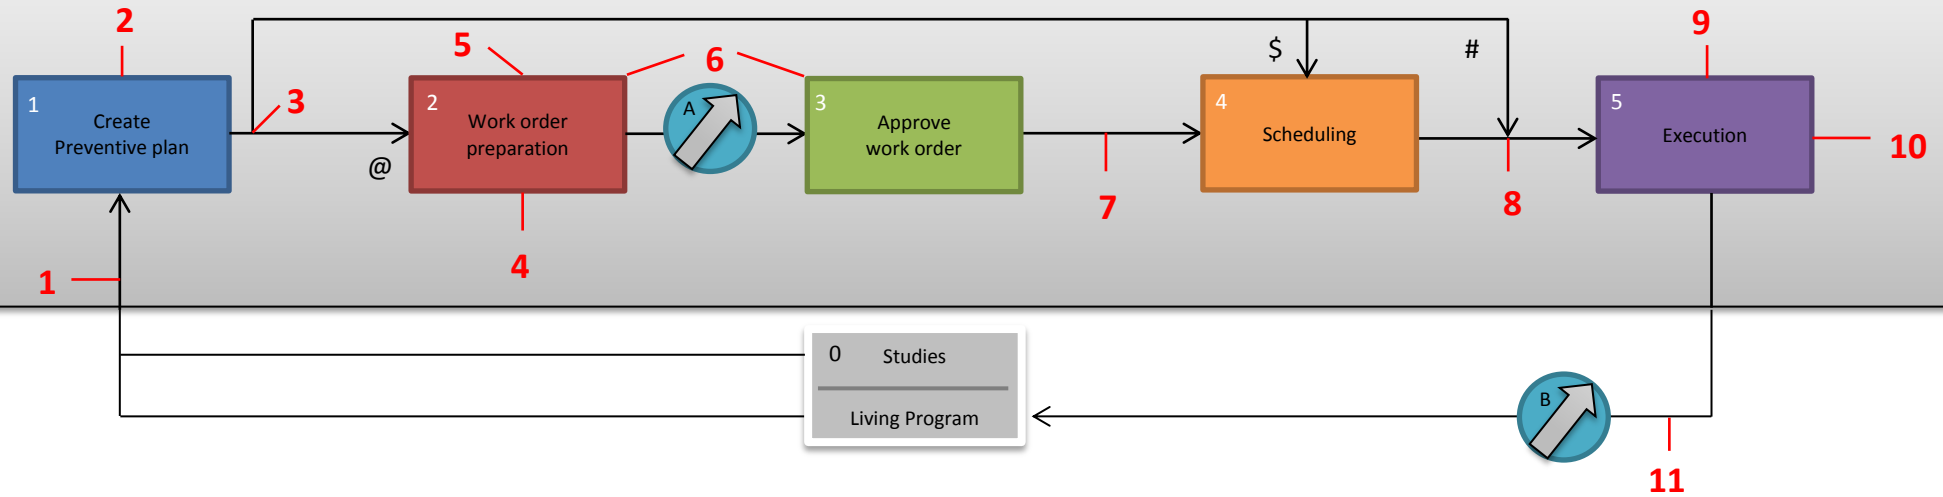 2
5
6
9
$
#
1
Create
Preventive plan
3
@
2
Work order
preparation
A
3
Approve
work order
4
Scheduling
5
Execution
10
7
8
4
1
0
Studies
Living Program
B
11